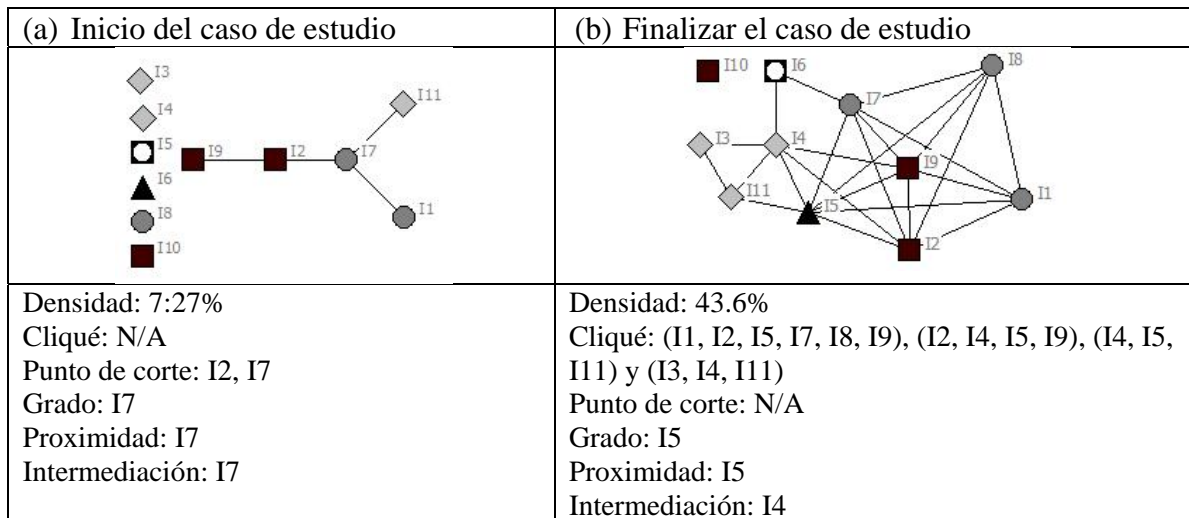 (a) Inicio del caso de estudio
(b) Finalizar el caso de estudio
I3
I4
I5
I6
I8
I10
I9
I2
I7
I11
I1
I10
I6
I7
I8
I3
I4
I9
I11
I5
I1
I2
Densidad: 7:27%
Cliqué: N/A
Punto de corte: I2, I7
Grado: I7
Proximidad: I7
Intermediación: I7
Densidad: 43.6%
Cliqué: (I1, I2, I5, I7, I8, I9), (I2, I4, I5, I9), (I4, I5,
I11) y (I3, I4, I11)
Punto de corte: N/A
Grado: I5
Proximidad: I5
Intermediación: I4